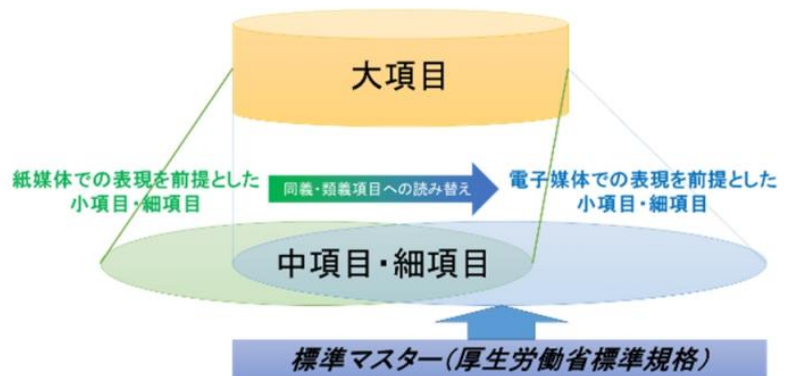 大項目
紙媒体での表現を前提とした
小項目・細項目
同義・類義項目への読み替え
電子媒体での表現を前提とした
小項目・細項目
中項目・細項目
標準マスター(厚生労働省標準規格)